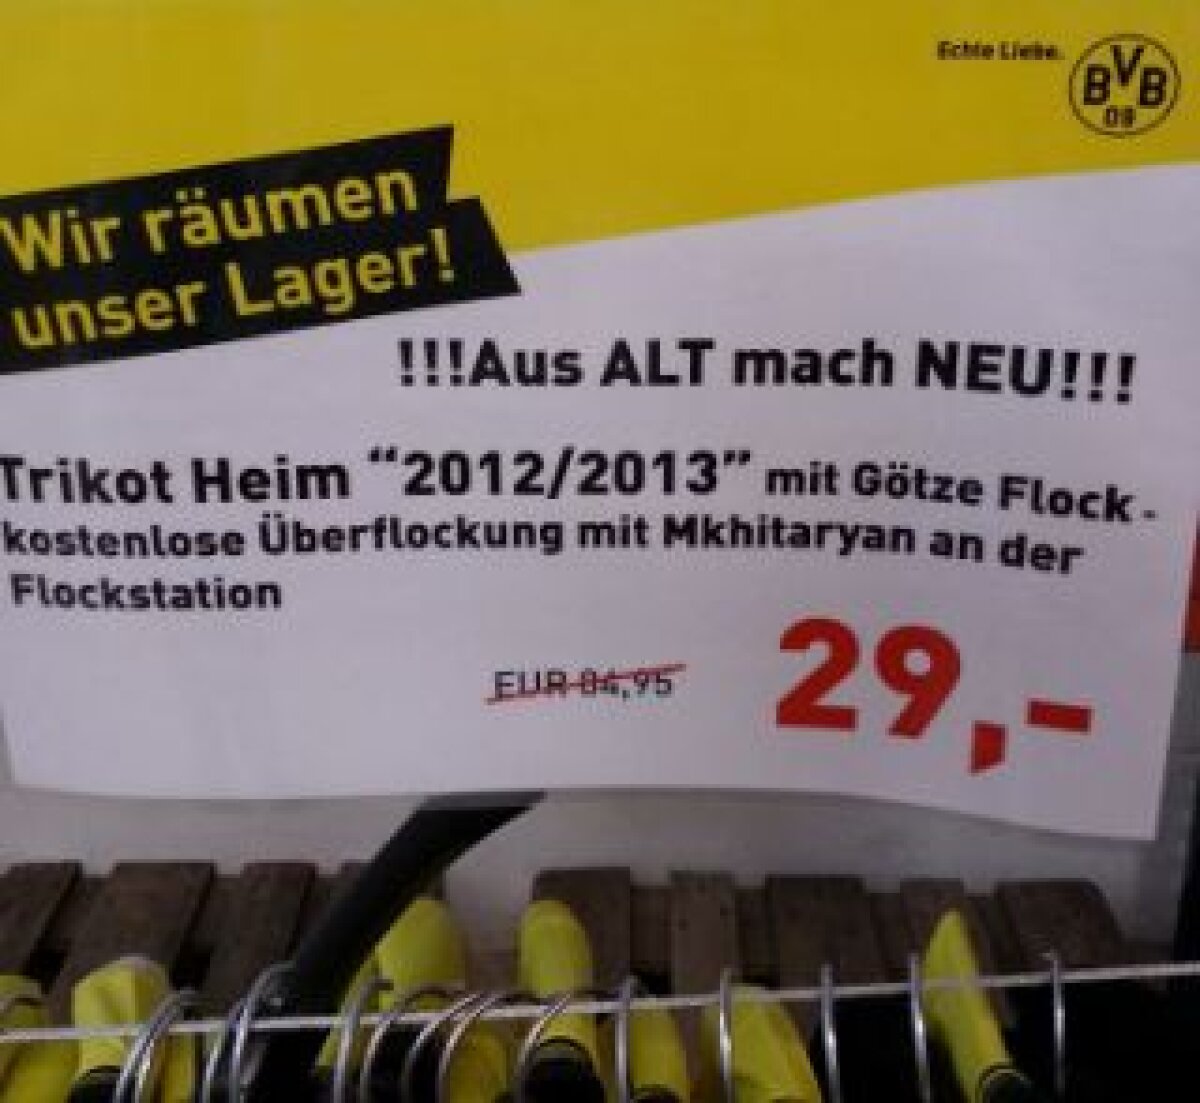 Echte Liebe.
BVB
09
Wir räumen
unser Lager!
!!!Aus ALT mach NEU!!!
Trikot Heim “2012/2013” mit Götze Flock -
kostenlose Überflockung mit Mkhitaryan an der
Flockstation
EUR 84,95
29,-